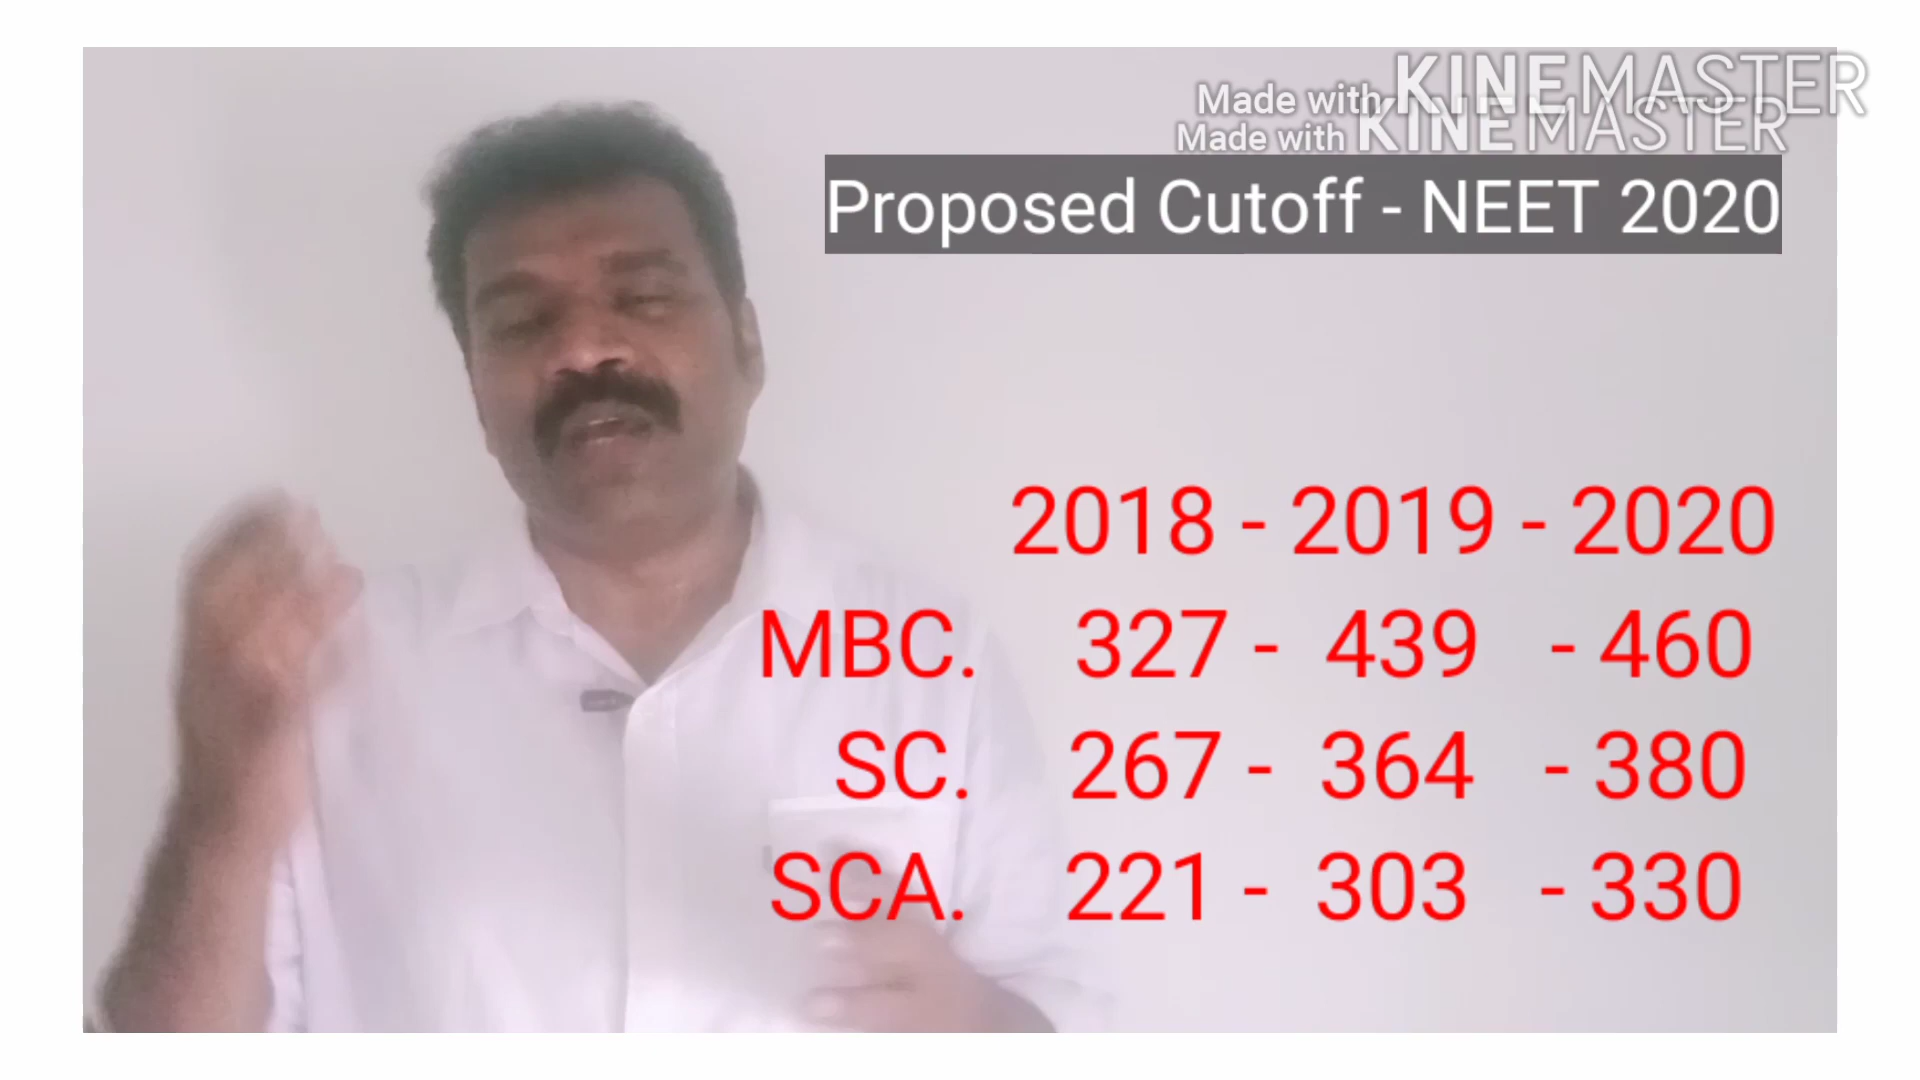 Made with KINEMASTER
Made with KINEMASTER
Proposed Cutoff - NEET 2020
2018 - 2019 - 2020
MBC. 327 - 439 - 460
SC. 267 - 364 - 380
SCA. 221 - 303 - 330